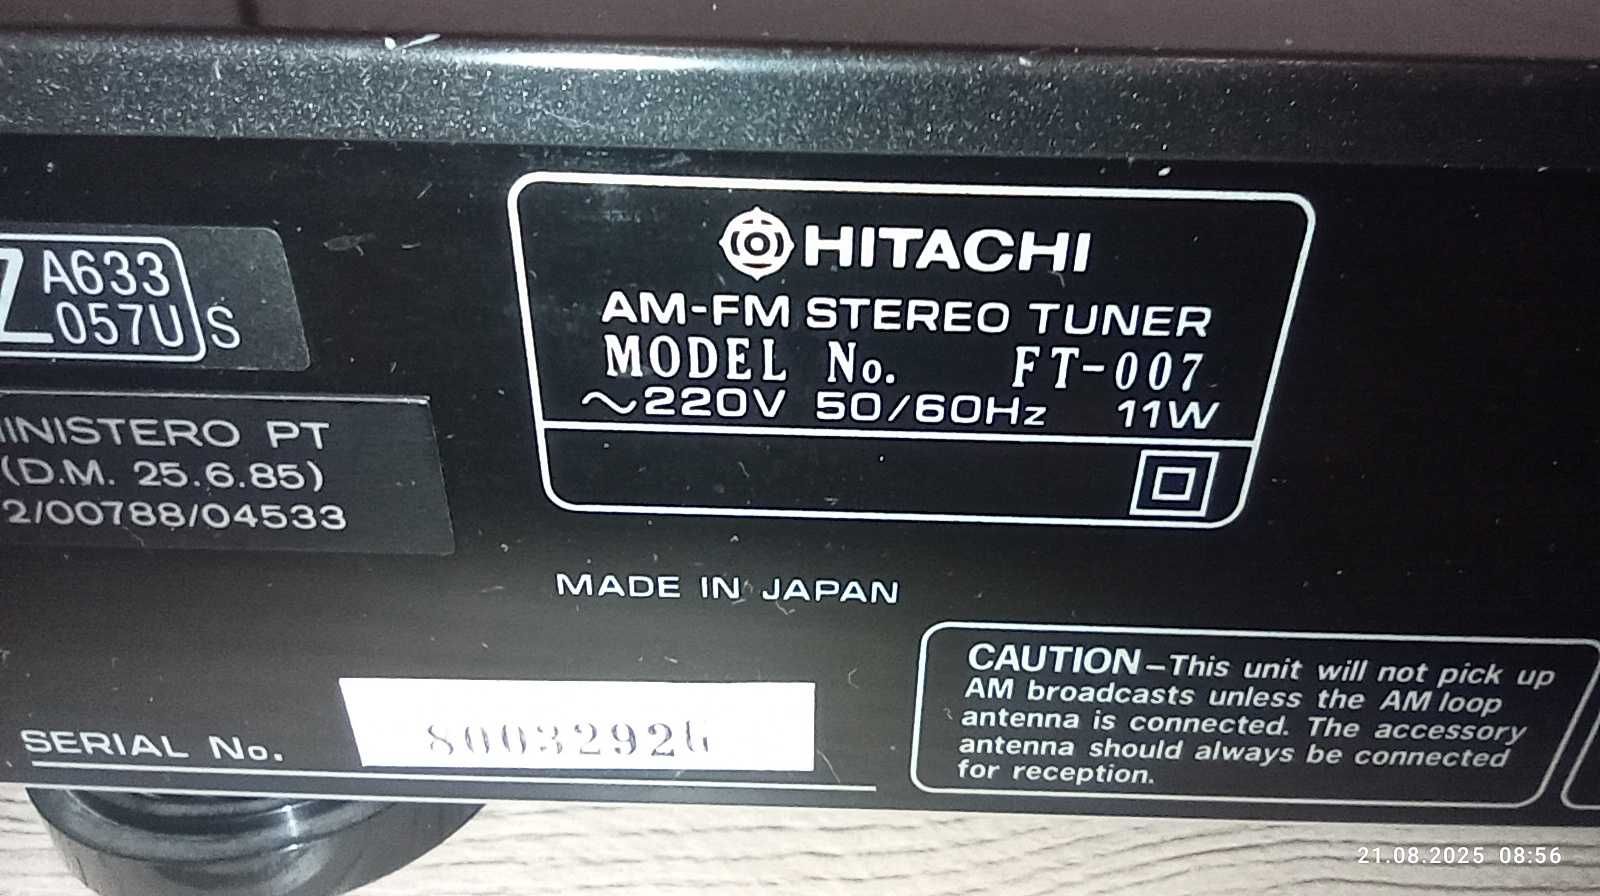 A633
057U S
INISTERO PT
(D.M. 25.6.85)
2/00788/04533
HITACHI
AM-FM STEREO TUNER
MODEL No. FT-007
~220V 50/60Hz 11W
MADE IN JAPAN
SERIAL No.
CAUTION–This unit will not pick up
AM broadcasts unless the AM loop
antenna is connected. The accessory
antenna should always be connected
for reception.
21.08.2025 08:56